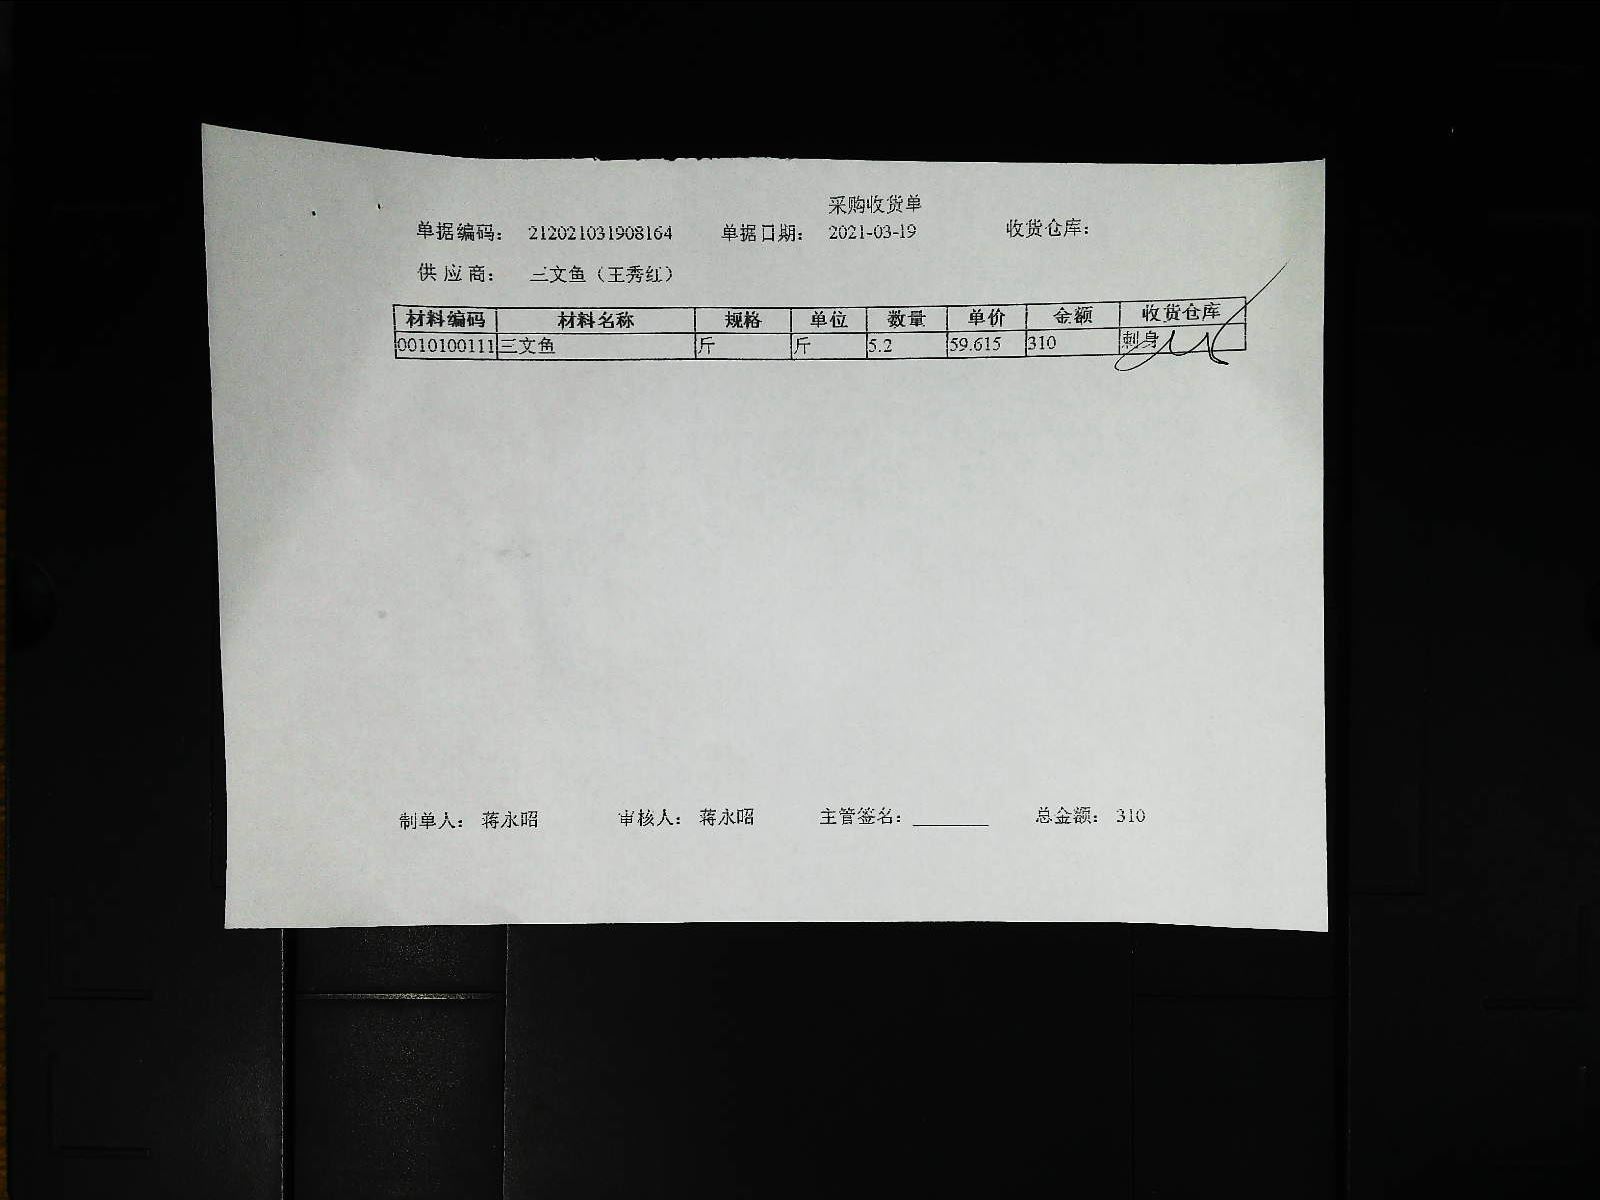 采购收货单
单据编码： 212021031908164 单据日期： 2021-03-19 收货仓库：
供应商： 三文鱼（王秀红）
材料编码 材料名称 规格 单位 数量 单价 金额 收货仓库
0010100111 三文鱼 斤 斤 5.2 59.615 310 刺身
制单人： 蒋永昭 审核人： 蒋永昭 主管签名： 总金额： 310